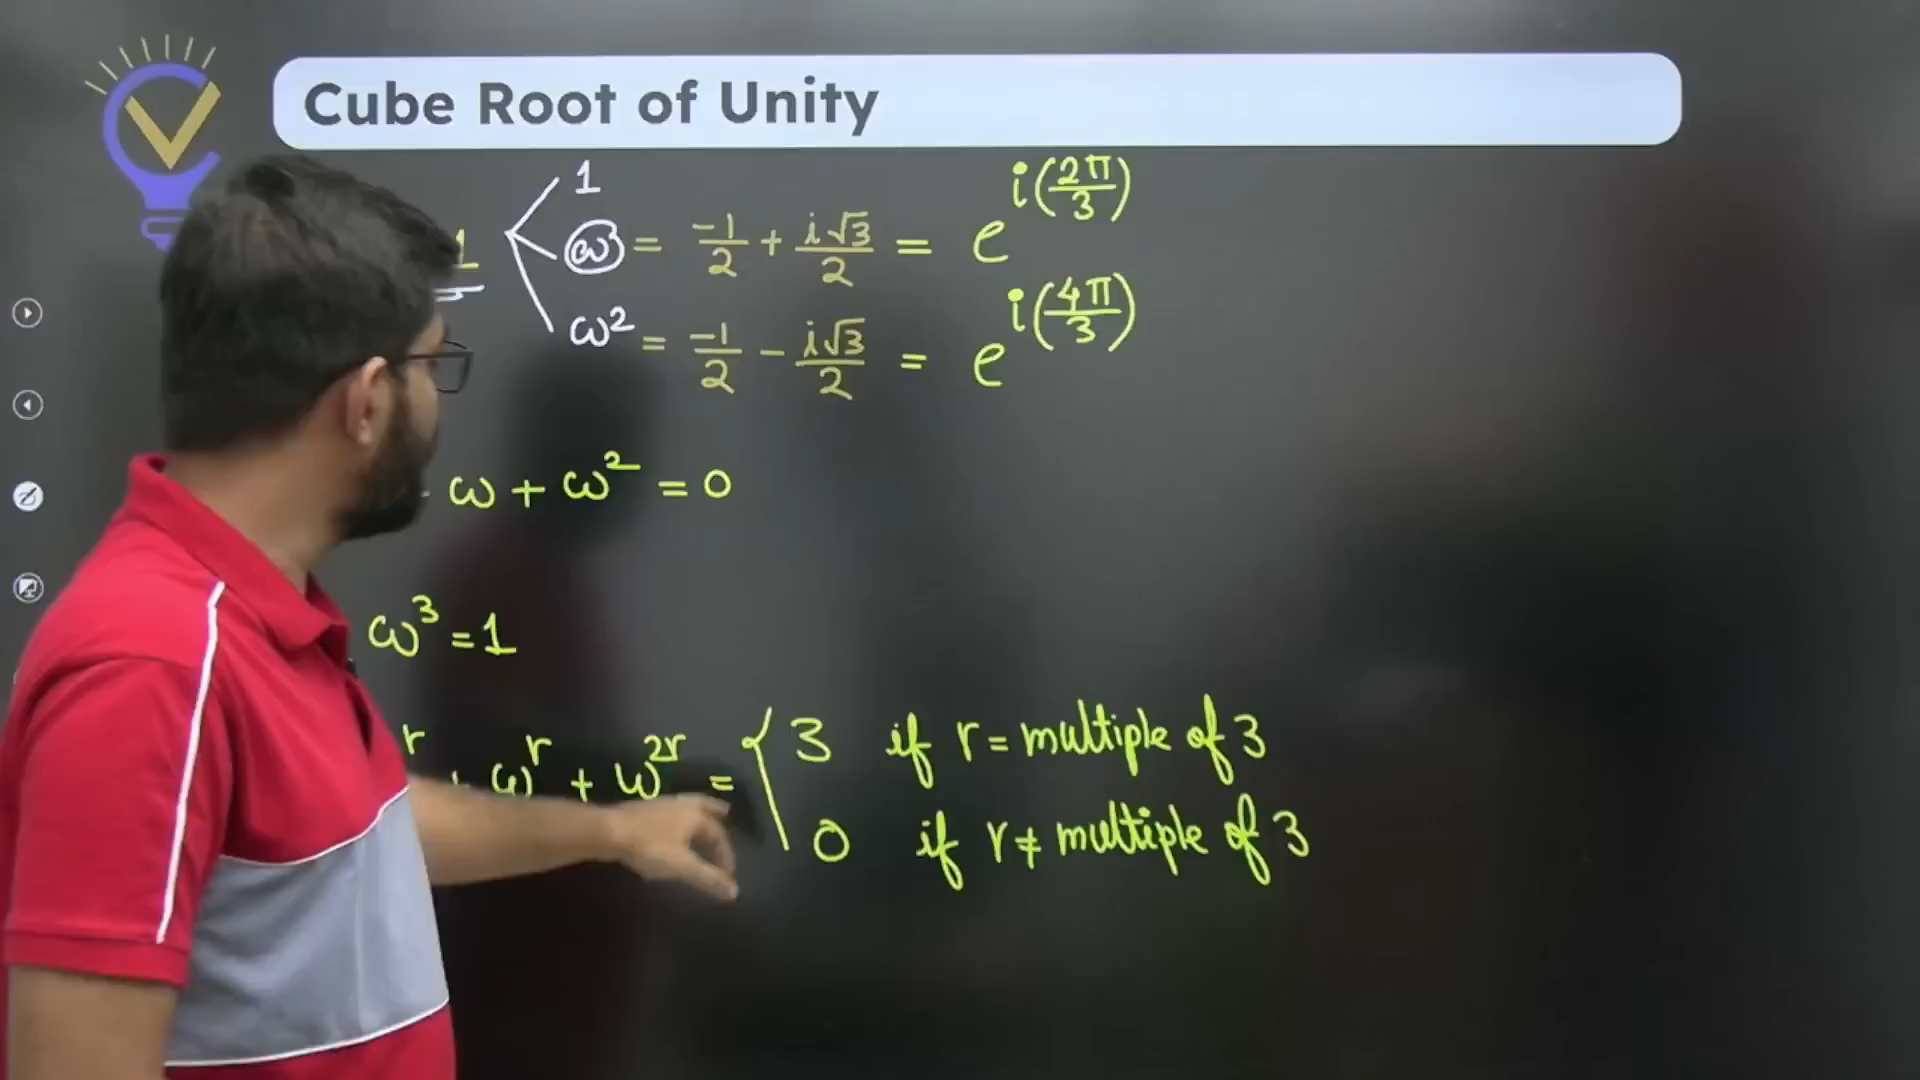 Cube Root of Unity
1
1
ω = -1/2 + i√3/2 = e^i(2π/3)
ω² = -1/2 - i√3/2 = e^i(4π/3)
ω + ω² = 0
ω³ = 1
r + ω^r + ω^2r = { 3 if r = multiple of 3
0 if r ≠ multiple of 3